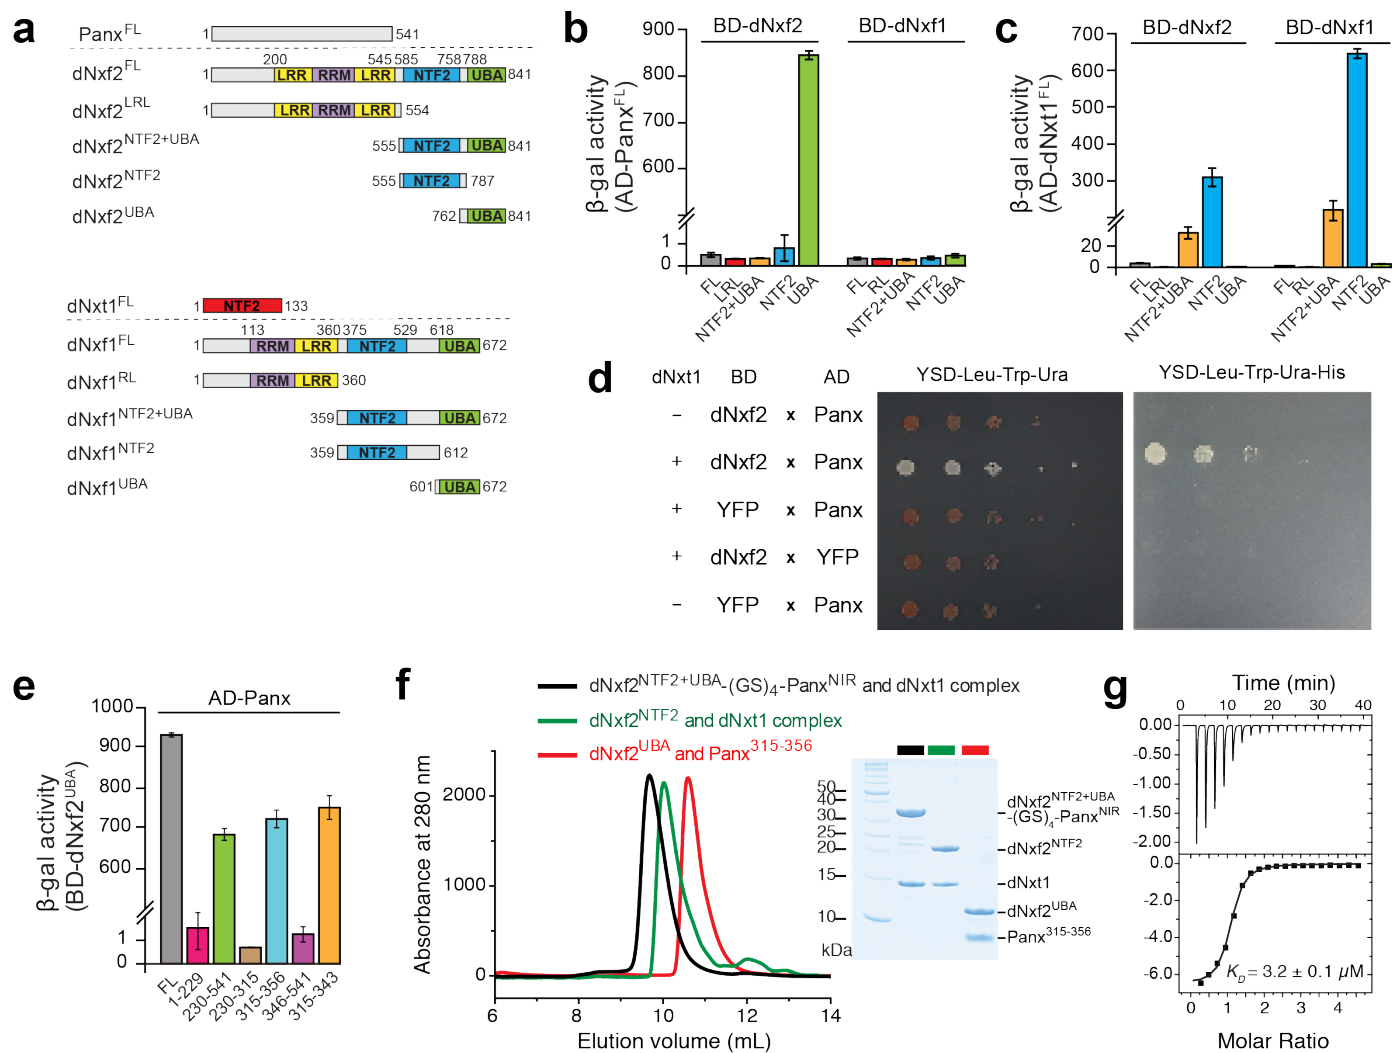 a
Panx^FL 1 541
200 545 585 758 788
dNxf2^FL 1 LRR RRM LRR NTF2 UBA 841
dNxf2^LRL 1 LRR RRM LRR 554
dNxf2^NTF2+UBA 555 NTF2 UBA 841
dNxf2^NTF2 555 NTF2 787
dNxf2^UBA 762 UBA 841
dNxt1^FL 1 NTF2 133
113 360 375 529 618
dNxf1^FL 1 RRM LRR NTF2 UBA 672
dNxf1^RL 1 RRM LRR 360
dNxf1^NTF2+UBA 359 NTF2 UBA 672
dNxf1^NTF2 359 NTF2 612
dNxf1^UBA 601 UBA 672
b
BD-dNxf2 BD-dNxf1
β-gal activity
(AD-Panx^FL)
900
800
700
600
1
0
FL LRL NTF2+UBA NTF2 UBA FL LRL NTF2+UBA NTF2 UBA
c
BD-dNxf2 BD-dNxf1
β-gal activity
(AD-dNxt1^FL)
700
600
500
400
300
20
0
FL LRL NTF2+UBA NTF2 UBA FL RL NTF2+UBA NTF2 UBA
d
dNxt1 BD AD YSD-Leu-Trp-Ura YSD-Leu-Trp-Ura-His
– dNxf2 x Panx
+ dNxf2 x Panx
+ YFP x Panx
+ dNxf2 x YFP
– YFP x Panx
e
AD-Panx
β-gal activity
(BD-dNxf2^UBA)
1000
900
800
700
600
1
0
FL 1-229 230-541 230-315 315-356 346-541 315-343
f
dNxf2^NTF2+UBA-(GS)₄-Panx^NIR and dNxt1 complex
dNxf2^NTF2 and dNxt1 complex
dNxf2^UBA and Panx^315-356
Absorbance at 280 nm
2000
1000
0
6 8 10 12 14
Elution volume (mL)
50
40
30
25
20
15
10
kDa
dNxf2^NTF2+UBA
-(GS)₄-Panx^NIR
dNxf2^NTF2
dNxt1
dNxf2^UBA
Panx^315-356
g
Time (min)
0 10 20 30 40
0.00
-0.50
-1.00
-1.50
-2.00
0.0
-2.0
-4.0
-6.0
K_D = 3.2 ± 0.1 μM
0 1 2 3 4
Molar Ratio